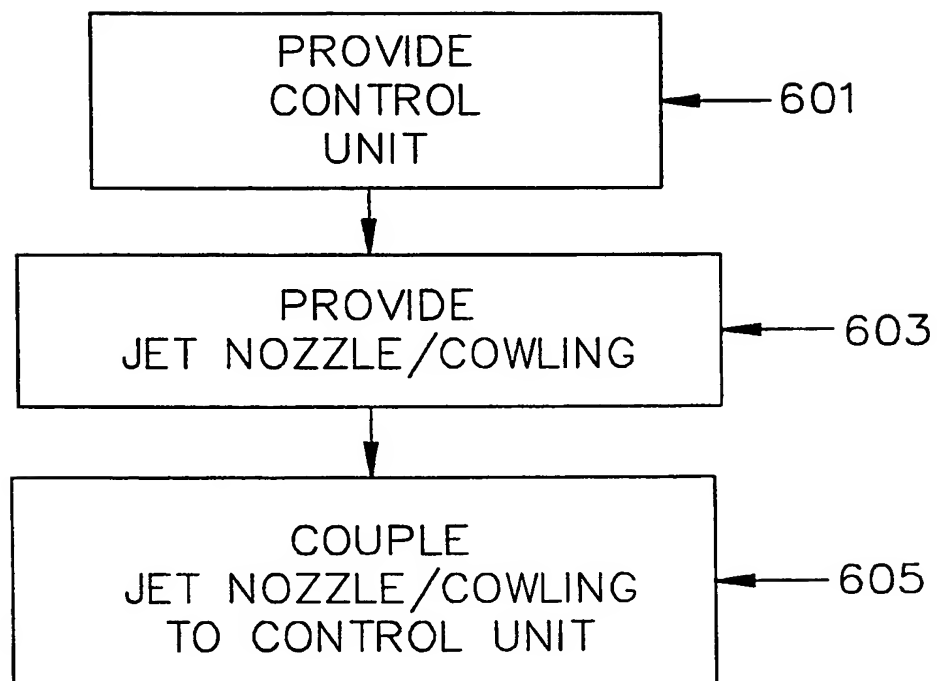 PROVIDE
CONTROL
UNIT
601
PROVIDE
JET NOZZLE/COWLING
603
COUPLE
JET NOZZLE/COWLING
TO CONTROL UNIT
605